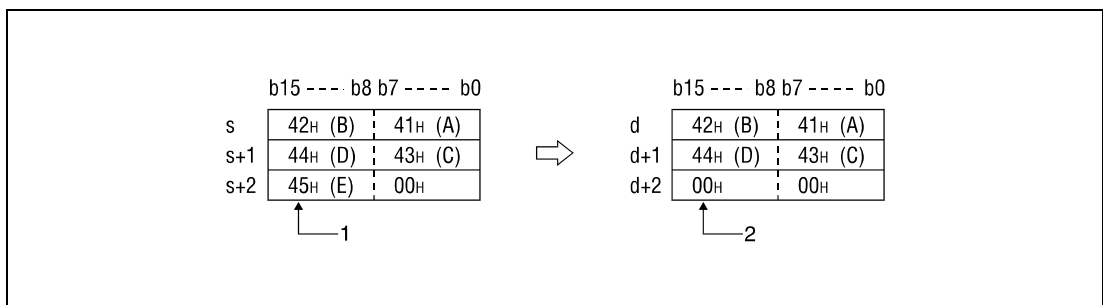 b15 ---- b8 b7 ---- b0 b15 ---- b8 b7 ---- b0
s 42H (B) 41H (A) d 42H (B) 41H (A)
s+1 44H (D) 43H (C) d+1 44H (D) 43H (C)
s+2 45H (E) 00H d+2 00H 00H
1 2